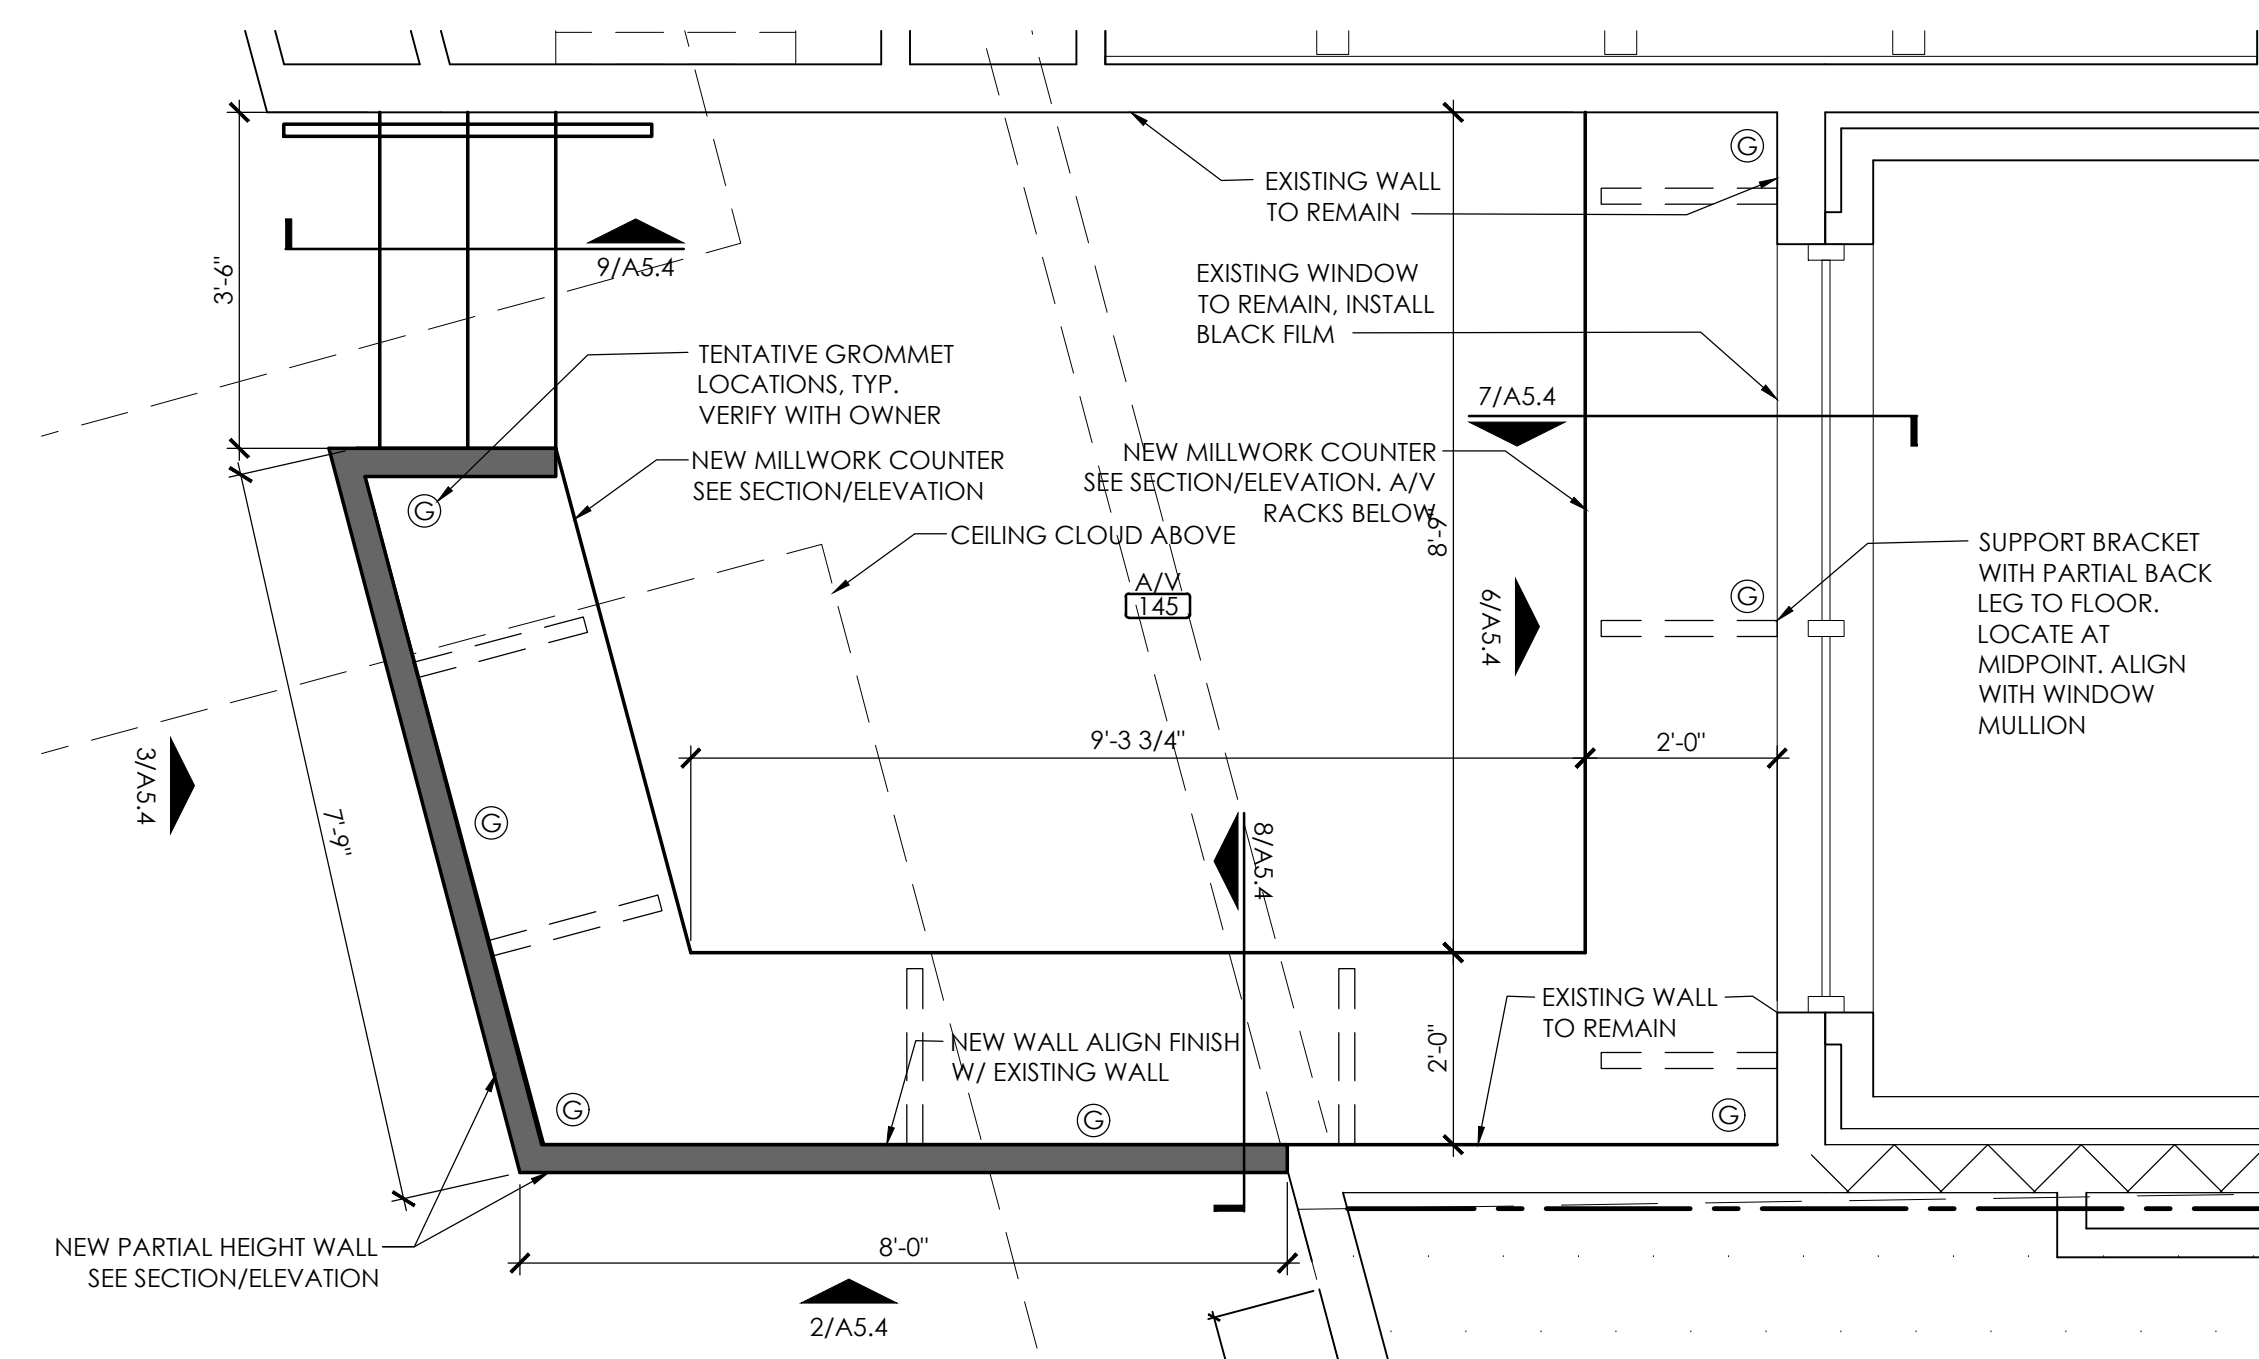 G
EXISTING WALL
TO REMAIN
9/A5.4
3'-6"
EXISTING WINDOW
TO REMAIN, INSTALL
BLACK FILM
TENTATIVE GROMMET
LOCATIONS, TYP.
VERIFY WITH OWNER
7/A5.4
NEW MILLWORK COUNTER
SEE SECTION/ELEVATION
NEW MILLWORK COUNTER
SEE SECTION/ELEVATION. A/V
RACKS BELOW
G
8'-9"
CEILING CLOUD ABOVE
A/V
145
G
6/A5.4
SUPPORT BRACKET
WITH PARTIAL BACK
LEG TO FLOOR.
LOCATE AT
MIDPOINT. ALIGN
WITH WINDOW
MULLION
9'-3 3/4"
2'-0"
3/A5.4
7'-9"
G
8/A5.4
EXISTING WALL
TO REMAIN
NEW WALL ALIGN FINISH
W/ EXISTING WALL
2'-0"
G
G
G
NEW PARTIAL HEIGHT WALL
SEE SECTION/ELEVATION
8'-0"
2/A5.4